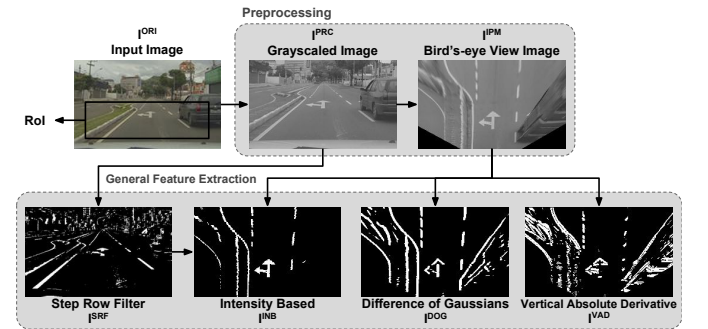 Preprocessing
I^ORI
Input Image
I^PRC
Grayscaled Image
I^IPM
Bird's-eye View Image
RoI
General Feature Extraction
Step Row Filter
I^SRF
Intensity Based
I^INB
Difference of Gaussians
I^DOG
Vertical Absolute Derivative
I^VAD